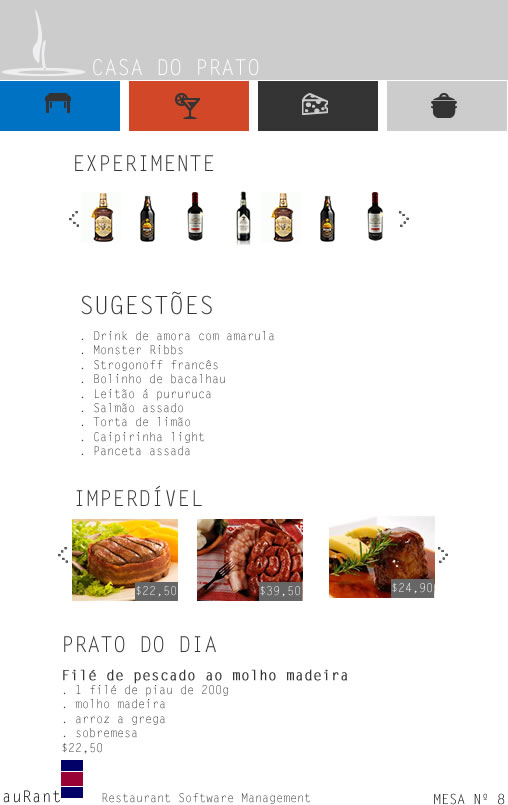 CASA DO PRATO
EXPERIMENTE
SUGESTÕES
. Drink de amora com amarula
. Monster Ribbs
. Strogonoff francês
. Bolinho de bacalhau
. Leitão á pururuca
. Salmão assado
. Torta de limão
. Caipirinha light
. Panceta assada
IMPERDÍVEL
$22,50 $39,50 $24,90
PRATO DO DIA
Filé de pescado ao molho madeira
. 1 filé de piau de 200g
. molho madeira
. arroz a grega
. sobremesa
$22,50
auRant Restaurant Software Management MESA Nº 8